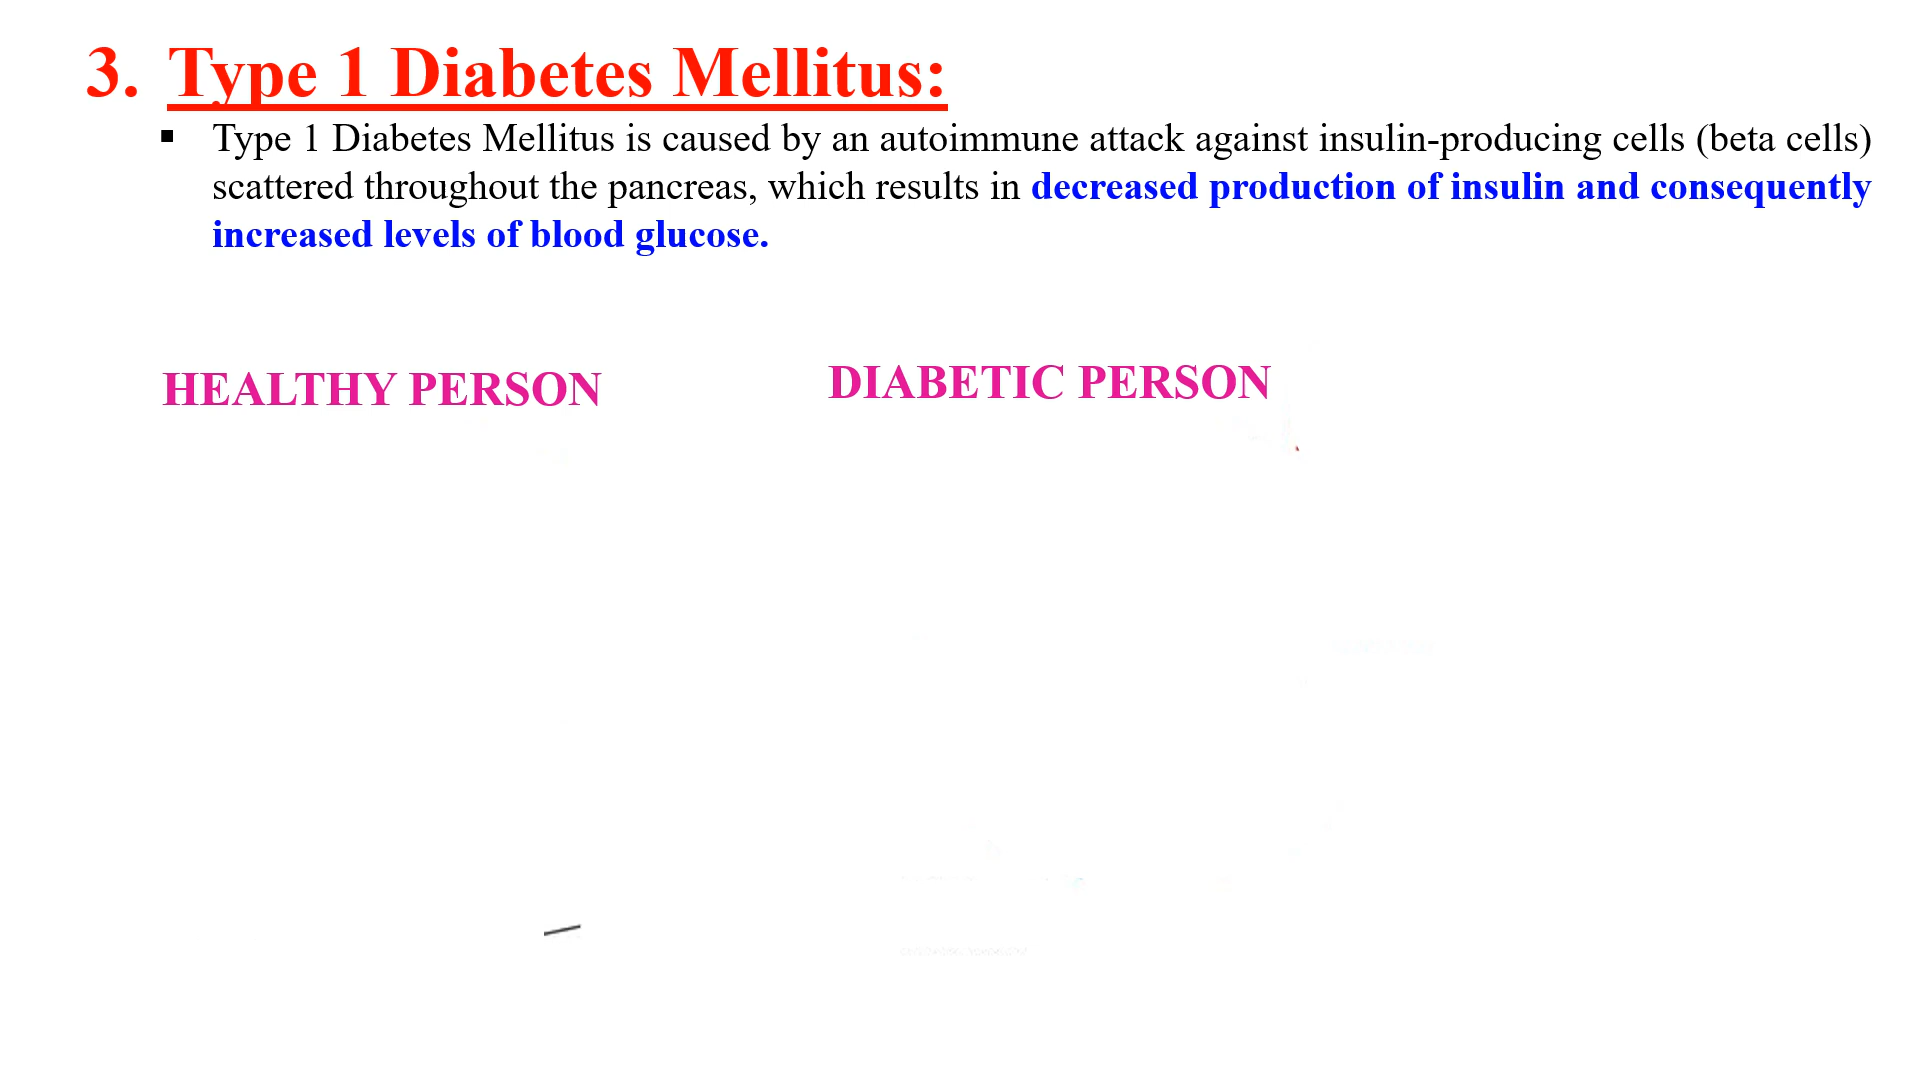 3. Type 1 Diabetes Mellitus:
▪ Type 1 Diabetes Mellitus is caused by an autoimmune attack against insulin-producing cells (beta cells)
scattered throughout the pancreas, which results in decreased production of insulin and consequently
increased levels of blood glucose.
HEALTHY PERSON
DIABETIC PERSON